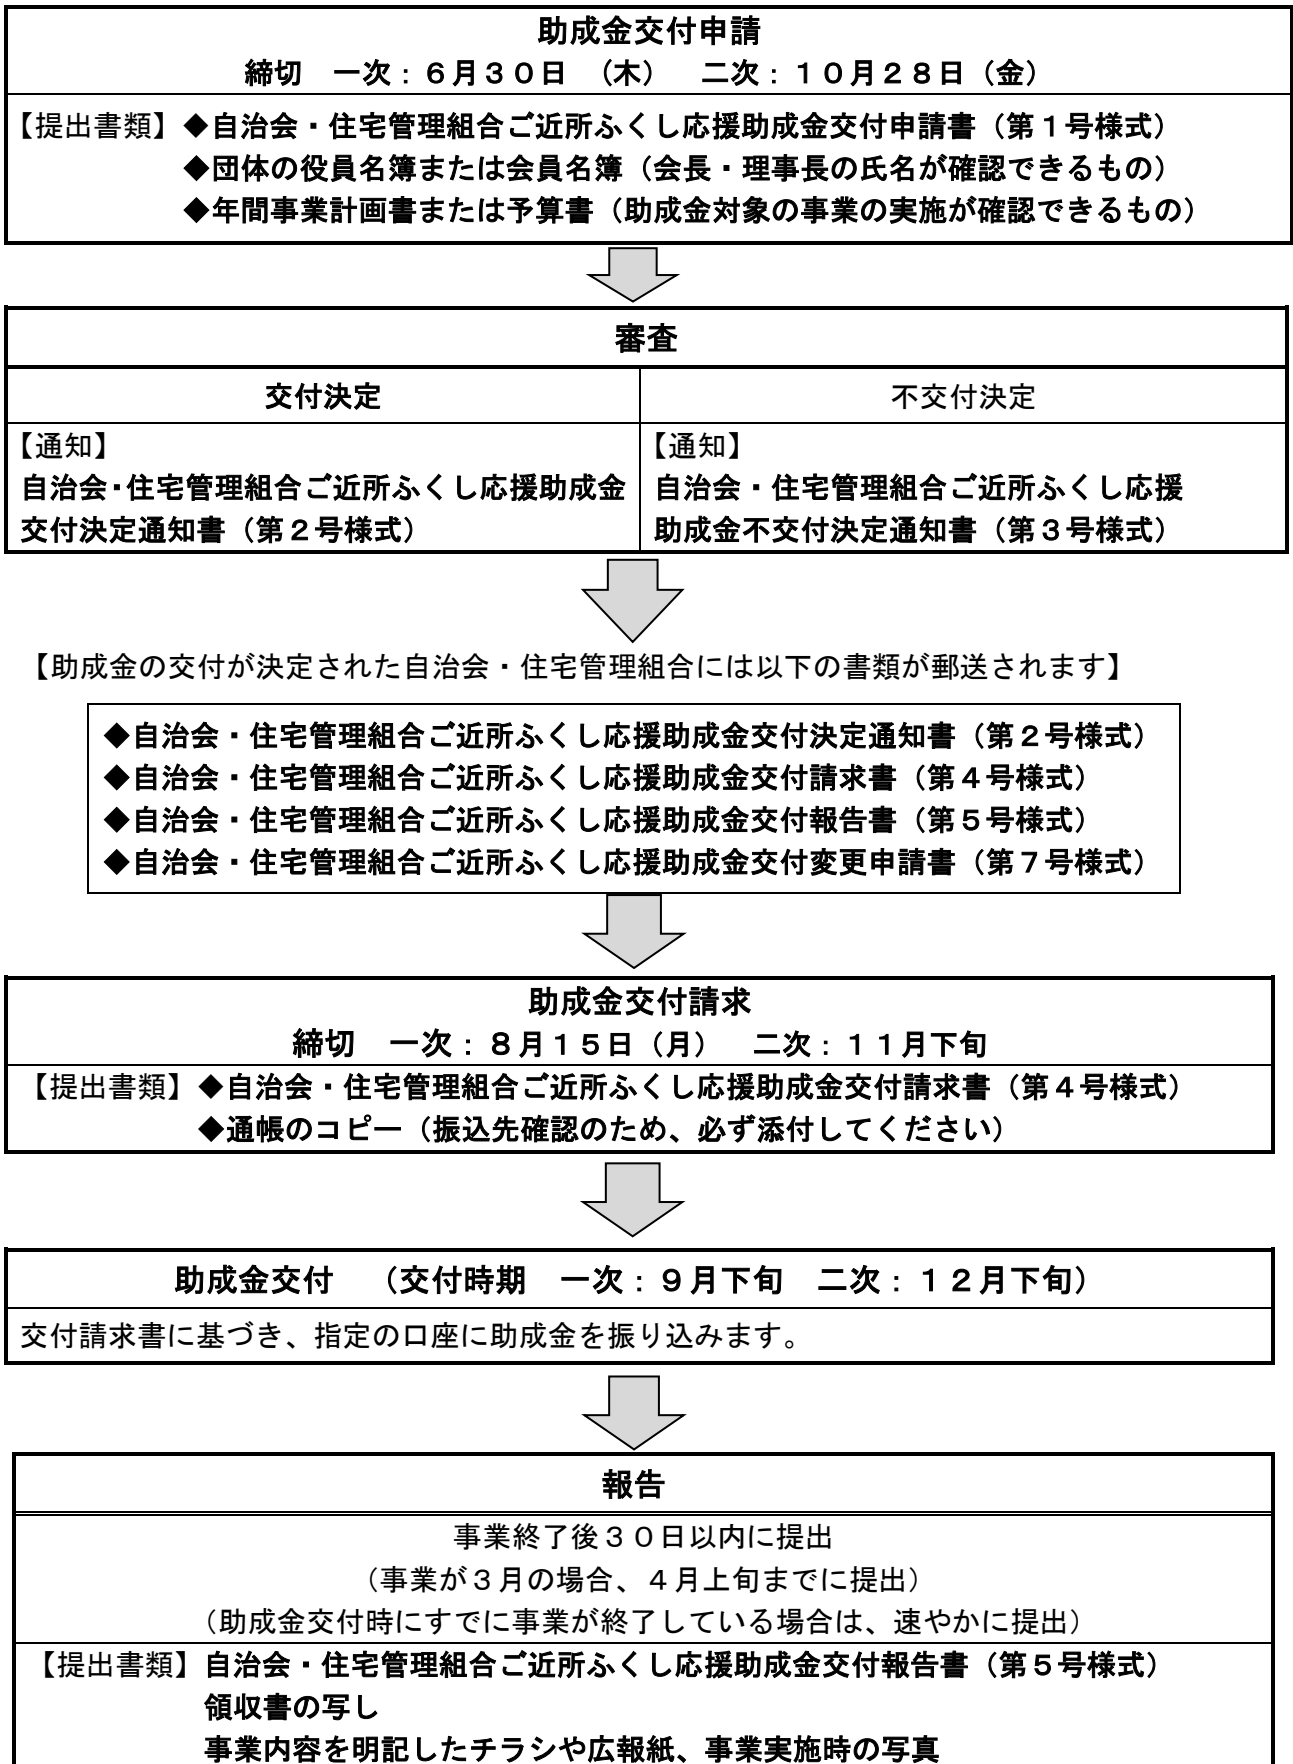 助成金交付申請
締切　一次：６月３０日　（木）　二次：１０月２８日（金）
【提出書類】◆自治会・住宅管理組合ご近所ふくし応援助成金交付申請書（第１号様式）
◆団体の役員名簿または会員名簿（会長・理事長の氏名が確認できるもの）
◆年間事業計画書または予算書（助成金対象の事業の実施が確認できるもの）
審査
交付決定
不交付決定
【通知】
自治会・住宅管理組合ご近所ふくし応援助成金
交付決定通知書（第２号様式）
【通知】
自治会・住宅管理組合ご近所ふくし応援
助成金不交付決定通知書（第３号様式）
【助成金の交付が決定された自治会・住宅管理組合には以下の書類が郵送されます】
◆自治会・住宅管理組合ご近所ふくし応援助成金交付決定通知書（第２号様式）
◆自治会・住宅管理組合ご近所ふくし応援助成金交付請求書（第４号様式）
◆自治会・住宅管理組合ご近所ふくし応援助成金交付報告書（第５号様式）
◆自治会・住宅管理組合ご近所ふくし応援助成金交付変更申請書（第７号様式）
助成金交付請求
締切　一次：８月１５日（月）　二次：１１月下旬
【提出書類】◆自治会・住宅管理組合ご近所ふくし応援助成金交付請求書（第４号様式）
◆通帳のコピー（振込先確認のため、必ず添付してください）
助成金交付　（交付時期　一次：９月下旬　二次：１２月下旬）
交付請求書に基づき、指定の口座に助成金を振り込みます。
報告
事業終了後３０日以内に提出
（事業が３月の場合、４月上旬までに提出）
（助成金交付時にすでに事業が終了している場合は、速やかに提出）
【提出書類】自治会・住宅管理組合ご近所ふくし応援助成金交付報告書（第５号様式）
領収書の写し
事業内容を明記したチラシや広報紙、事業実施時の写真